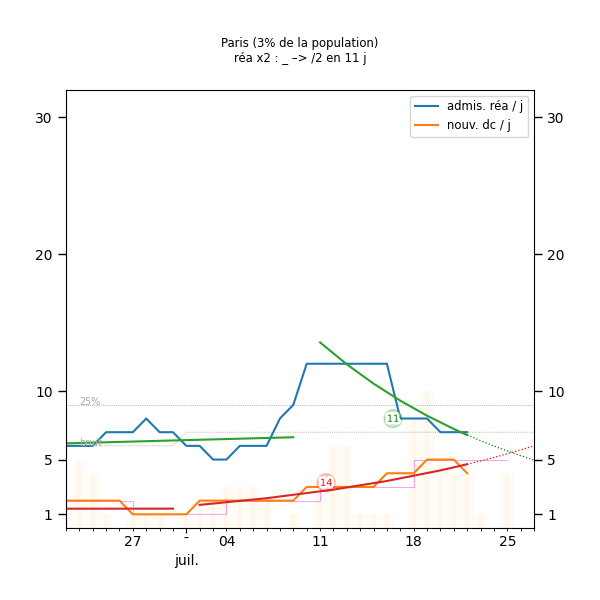 Paris (3% de la population)
réa x2 : _ –> /2 en 11 j
admis. réa / j
nouv. dc / j
30 30
20 20
10 10
25%
bruit
11
5 5
14
1 1
27 - 04 11 18 25
juil.